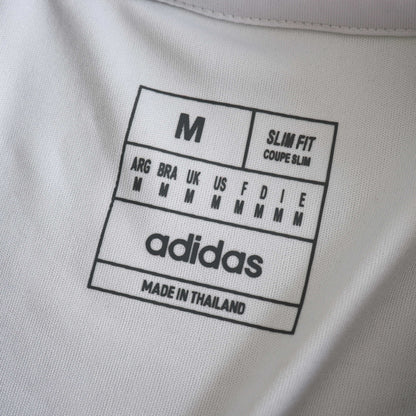 M
SLIM FIT
COUPE SLIM
ARG BRA UK US F D I E
M M M M M M M M
adidas
MADE IN THAILAND